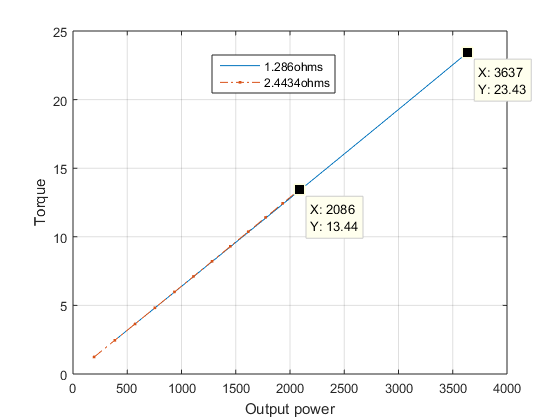 25
20
15
10
5
0
Torque
1.286ohms
2.4434ohms
X: 3637
Y: 23.43
X: 2086
Y: 13.44
0 500 1000 1500 2000 2500 3000 3500 4000
Output power